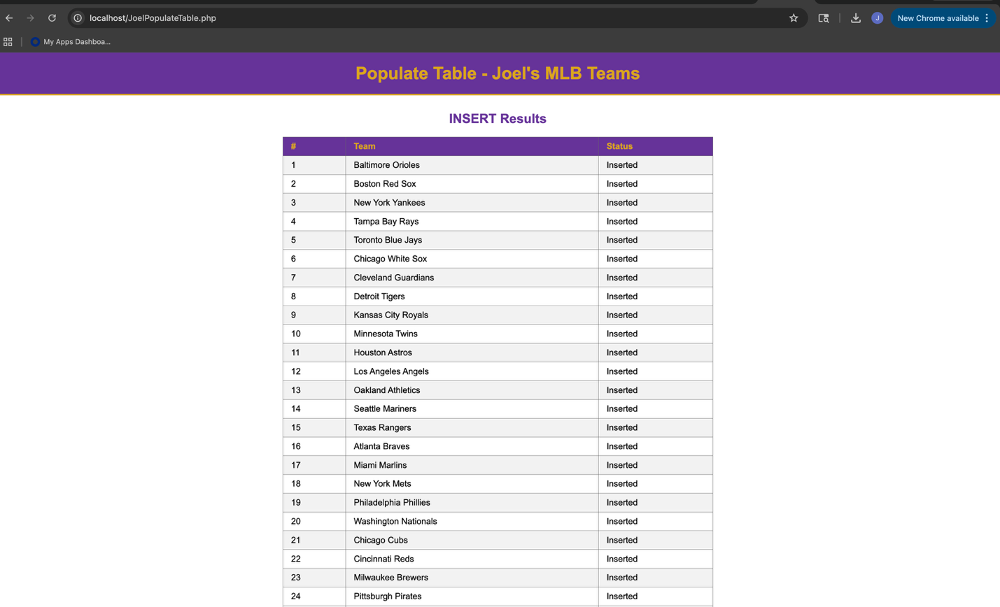 localhost/JoelPopulateTable.php
J
New Chrome available
My Apps Dashboa...
Populate Table - Joel's MLB Teams
INSERT Results
# Team Status
1 Baltimore Orioles Inserted
2 Boston Red Sox Inserted
3 New York Yankees Inserted
4 Tampa Bay Rays Inserted
5 Toronto Blue Jays Inserted
6 Chicago White Sox Inserted
7 Cleveland Guardians Inserted
8 Detroit Tigers Inserted
9 Kansas City Royals Inserted
10 Minnesota Twins Inserted
11 Houston Astros Inserted
12 Los Angeles Angels Inserted
13 Oakland Athletics Inserted
14 Seattle Mariners Inserted
15 Texas Rangers Inserted
16 Atlanta Braves Inserted
17 Miami Marlins Inserted
18 New York Mets Inserted
19 Philadelphia Phillies Inserted
20 Washington Nationals Inserted
21 Chicago Cubs Inserted
22 Cincinnati Reds Inserted
23 Milwaukee Brewers Inserted
24 Pittsburgh Pirates Inserted